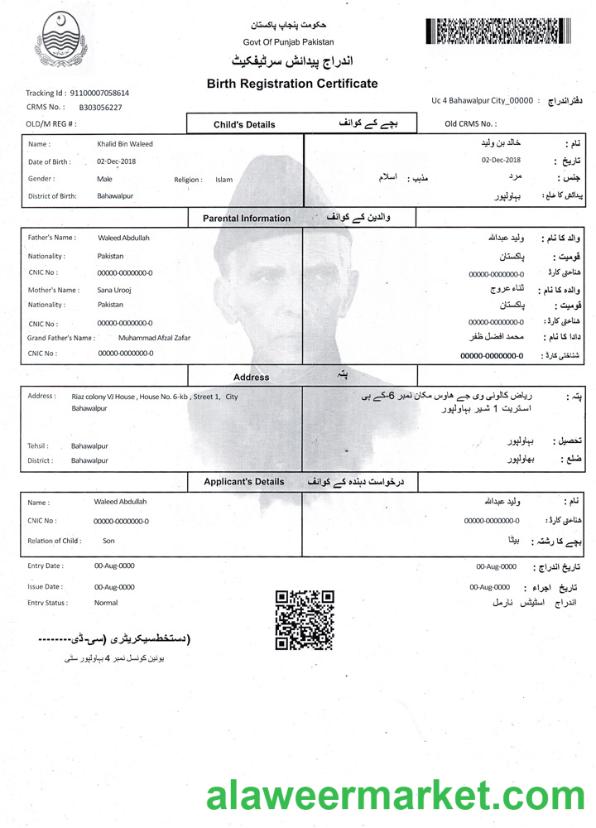 حکومت پنجاپ پاکستان
Govt Of Punjab Pakistan
اندراج پیدائش سرٹیفکیٹ
Birth Registration Certificate
Tracking Id : 91100007058614
CRMS No. : B303056227
Uc 4 Bahawalpur City_00000 : دفتراندراج
OLD/M REG # :
Child's Details بچے کے کوائف
Old CRMS No. :
Name : Khalid Bin Waleed نام : خالد بن ولید
Date of Birth : 02-Dec-2018 تاریخ : 02-Dec-2018
Gender : Male Religion : Islam جنس : مرد مذہب : اسلام
District of Birth: Bahawalpur پیدائش کا ضلع : بہاولپور
Parental Information والدین کے کوائف
Father's Name : Waleed Abdullah والد کا نام : ولید عبدالله
Nationality : Pakistan قومیت : پاکستان
CNIC No : 00000-0000000-0 شناختی کارڈ : 00000-0000000-0
Mother's Name : Sana Urooj والدہ کا نام : ثناء عروج
Nationality : Pakistan قومیت : پاکستان
CNIC No : 00000-0000000-0 شناختی کارڈ : 00000-0000000-0
Grand Father's Name : Muhammad Afzal Zafar دادا کا نام : محمد افضل ظفر
CNIC No : 00000-0000000-0 شناختی کارڈ : 00000-0000000-0
Address پتہ
Address : Riaz colony VJ House , House No. 6-kb , Street 1, City پتہ : ریاض کالونی وی جے هاوس مکان نمبر 6-کے بی
Bahawalpur استریت 1 شیر بہاولپور
Tehsil : Bahawalpur تحصیل : بہاولپور
District : Bahawalpur ضلع : بھاولپور
Applicant's Details درخواست دہندہ کے کوائف
Name : Waleed Abdullah نام : ولید عبدالله
CNIC No : 00000-0000000-0 شناختی کارڈ : 00000-0000000-0
Relation of Child : Son بچے کا رشتہ : بیٹا
Entry Date : 00-Aug-0000 تاریخ اندراج : 00-Aug-0000
Issue Date : 00-Aug-0000 تاریخ اجراء : 00-Aug-0000
Entry Status : Normal اندراج اسٹیٹس نارمل
(دستخطسیکریٹری (سی-ڈی--------
یونین کونسل نمبر 4 بہاولپور سٹی
alaweermarket.com